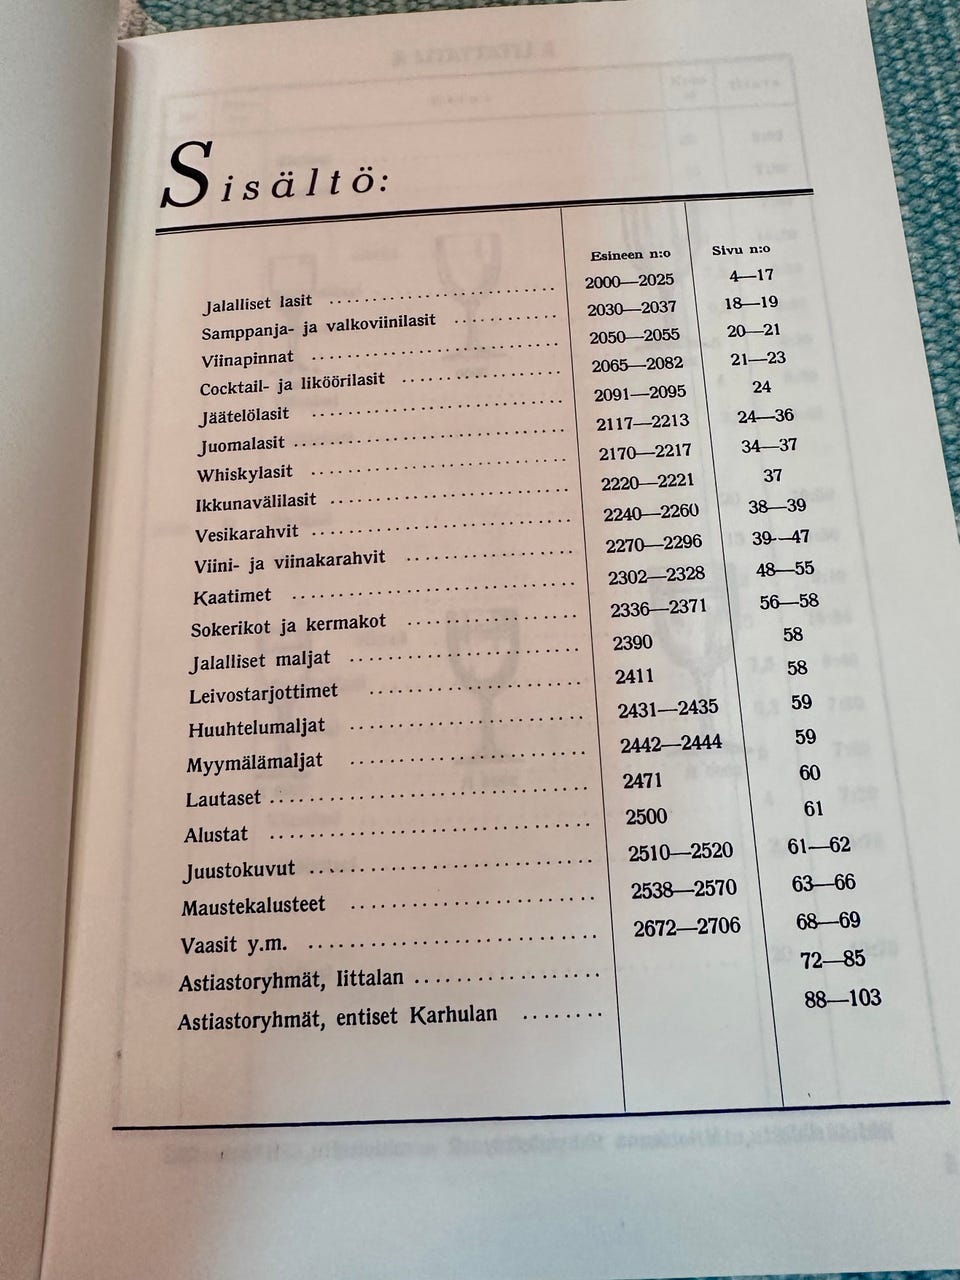 Sisältö:
Esineen n:o Sivu n:o
Jalalliset lasit .......................... 2000—2025 4—17
Samppanja- ja valkoviinilasit ............ 2030—2037 18—19
Viinapinnat ............................ 2050—2055 20—21
Cocktail- ja liköörilasit .................. 2065—2082 21—23
Jäätelölasit ............................ 2091—2095 24
Juomalasit .............................. 2117—2213 24—36
Whiskylasit ............................ 2170—2217 34—37
Ikkunavälilasit .......................... 2220—2221 37
Vesikarahvit ............................ 2240—2260 38—39
Viini- ja viinakarahvit .................. 2270—2296 39—47
Kaatimet .............................. 2302—2328 48—55
Sokerikot ja kermakot .................. 2336—2371 56—58
Jalalliset maljat ........................ 2390 58
Leivostarjottimet ...................... 2411 58
Huuhtelumaljat ........................ 2431—2435 59
Myymälämaljat ........................ 2442—2444 59
Lautaset ................................ 2471 60
Alustat ................................ 2500 61
Juustokuvut ............................ 2510—2520 61—62
Maustekalusteet ........................ 2538—2570 63—66
Vaasit y.m. ............................ 2672—2706 68—69
Astiastoryhmät, Iittalan .................. 72—85
Astiastoryhmät, entiset Karhulan ........ 88—103